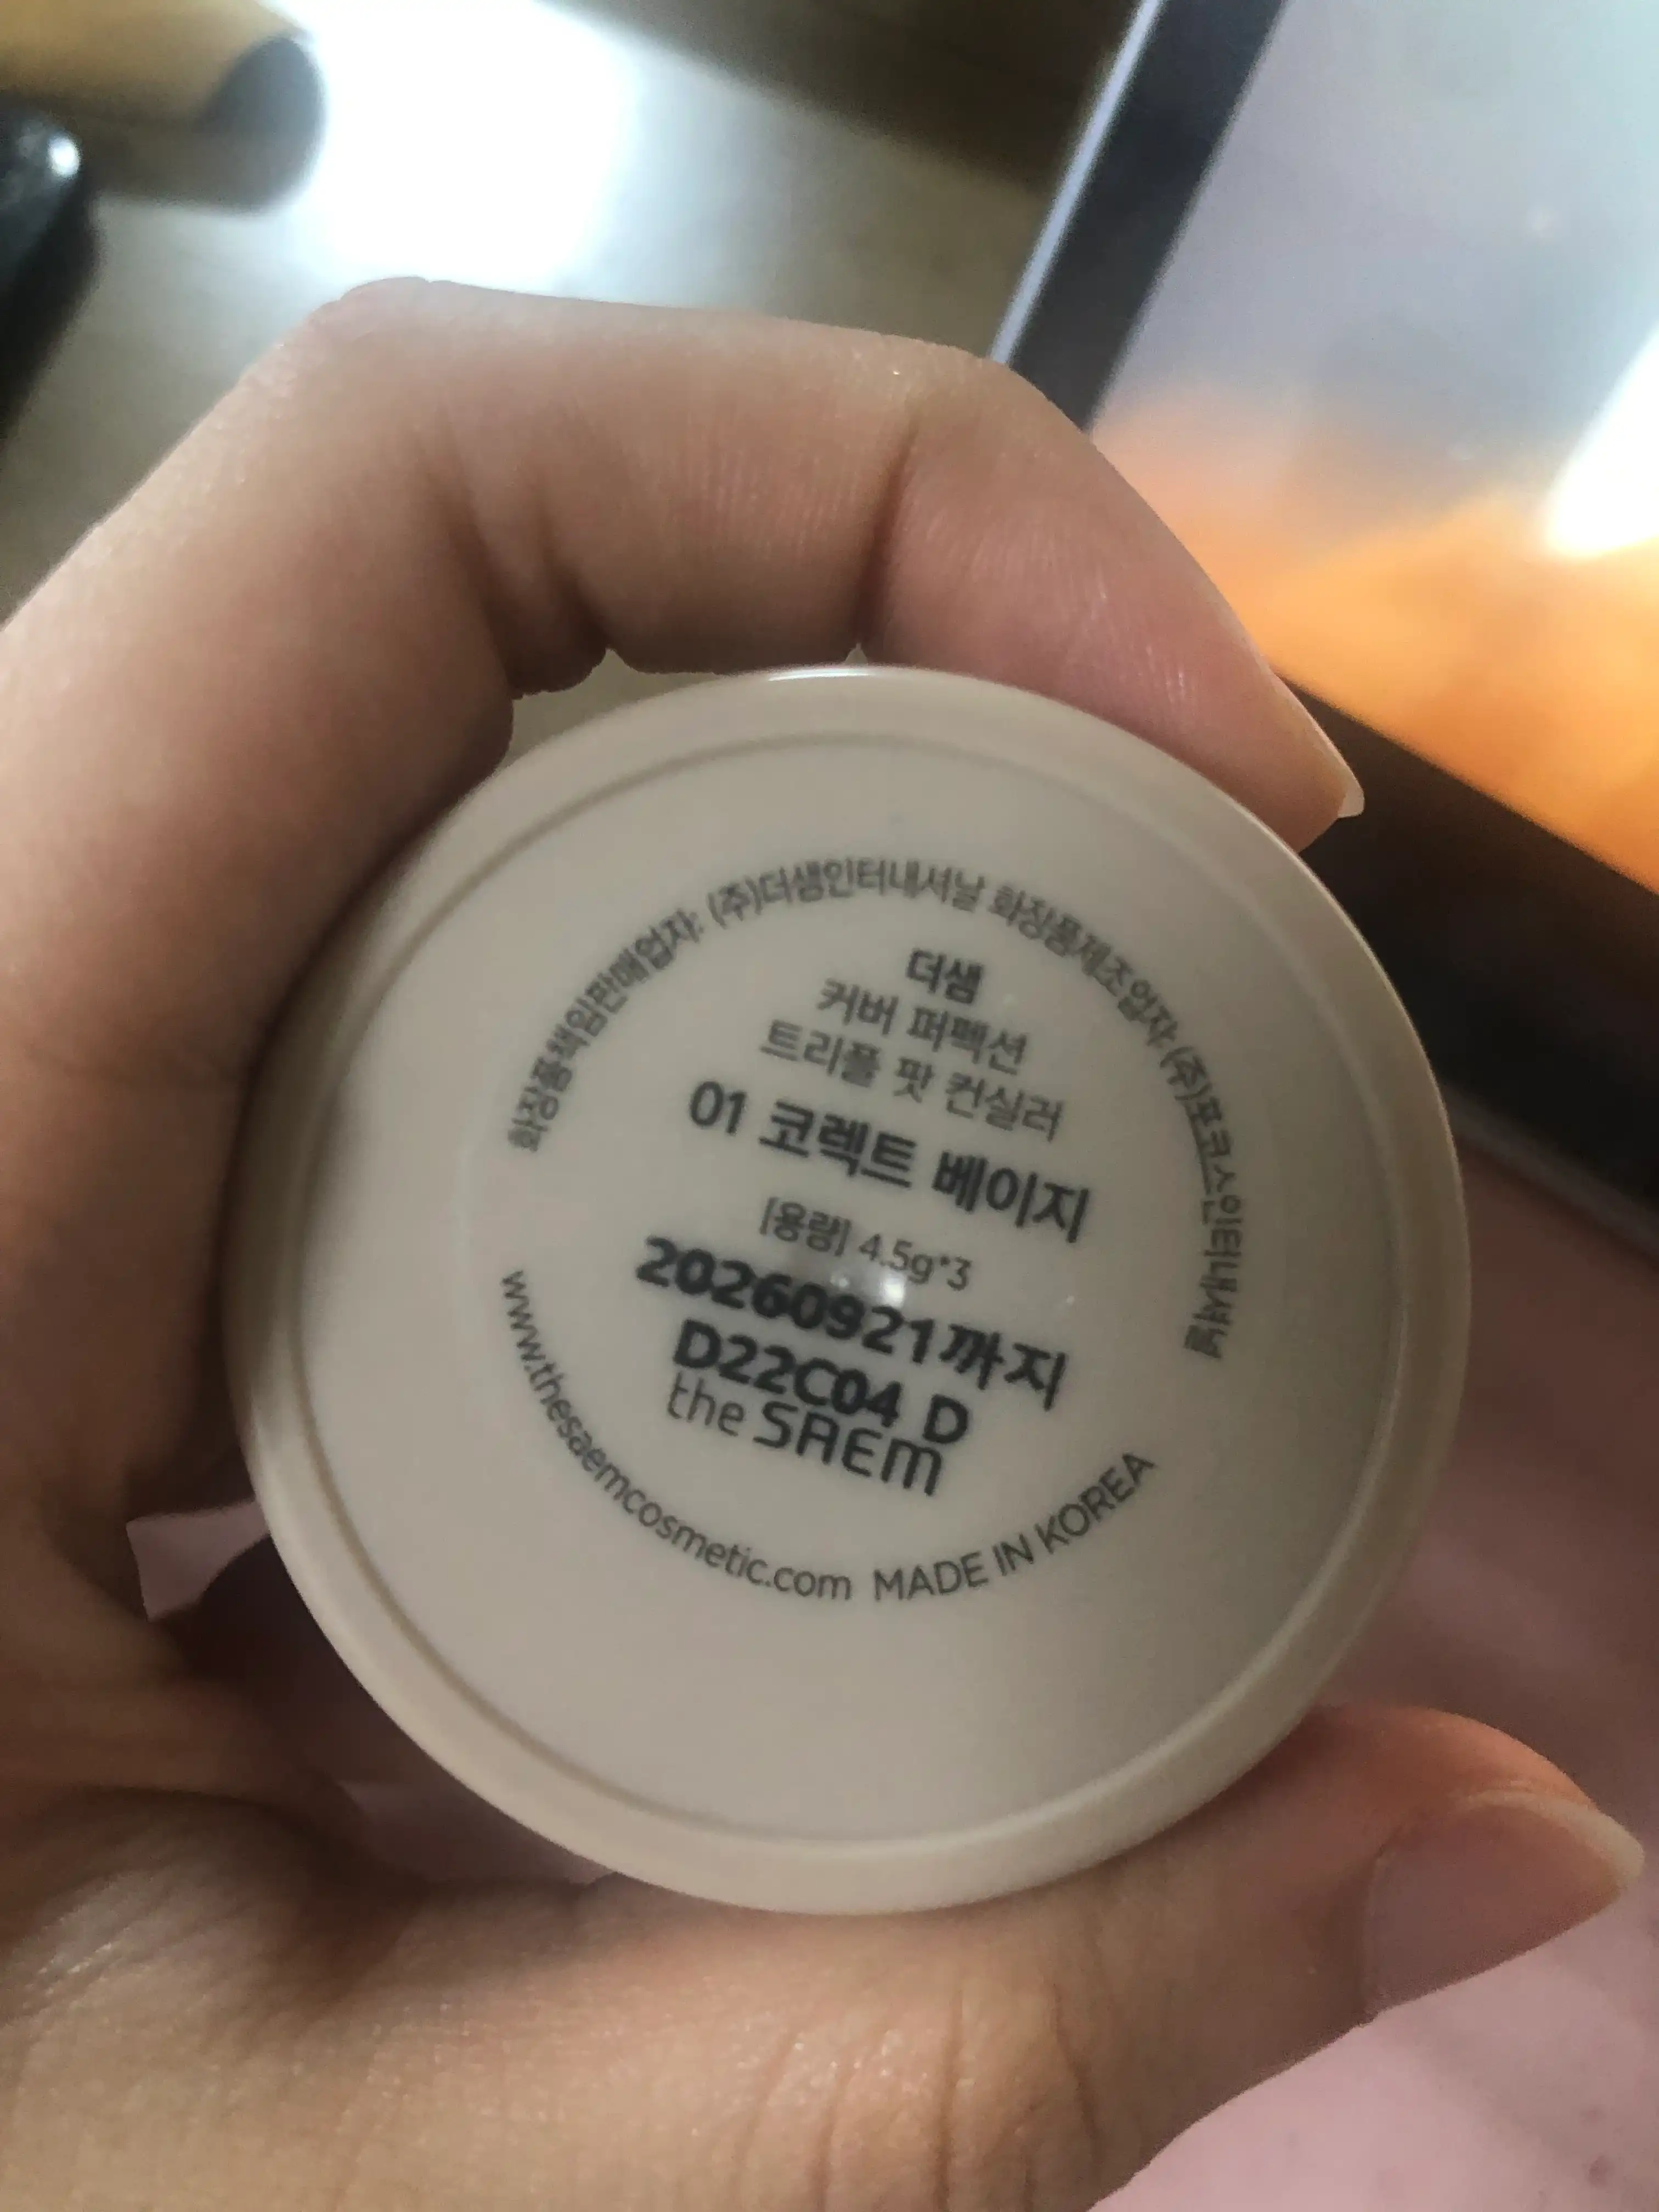 화장품책임판매업자: (주)더샘인터내셔날 화장품제조업자: (주)포코스인터내셔널
더샘
커버 퍼펙션
트리플 팟 컨실러
01 코렉트 베이지
[용량] 4.5g*3
20260921까지
D22C04 D
the SAEM
www.thesaemcosmetic.com MADE IN KOREA